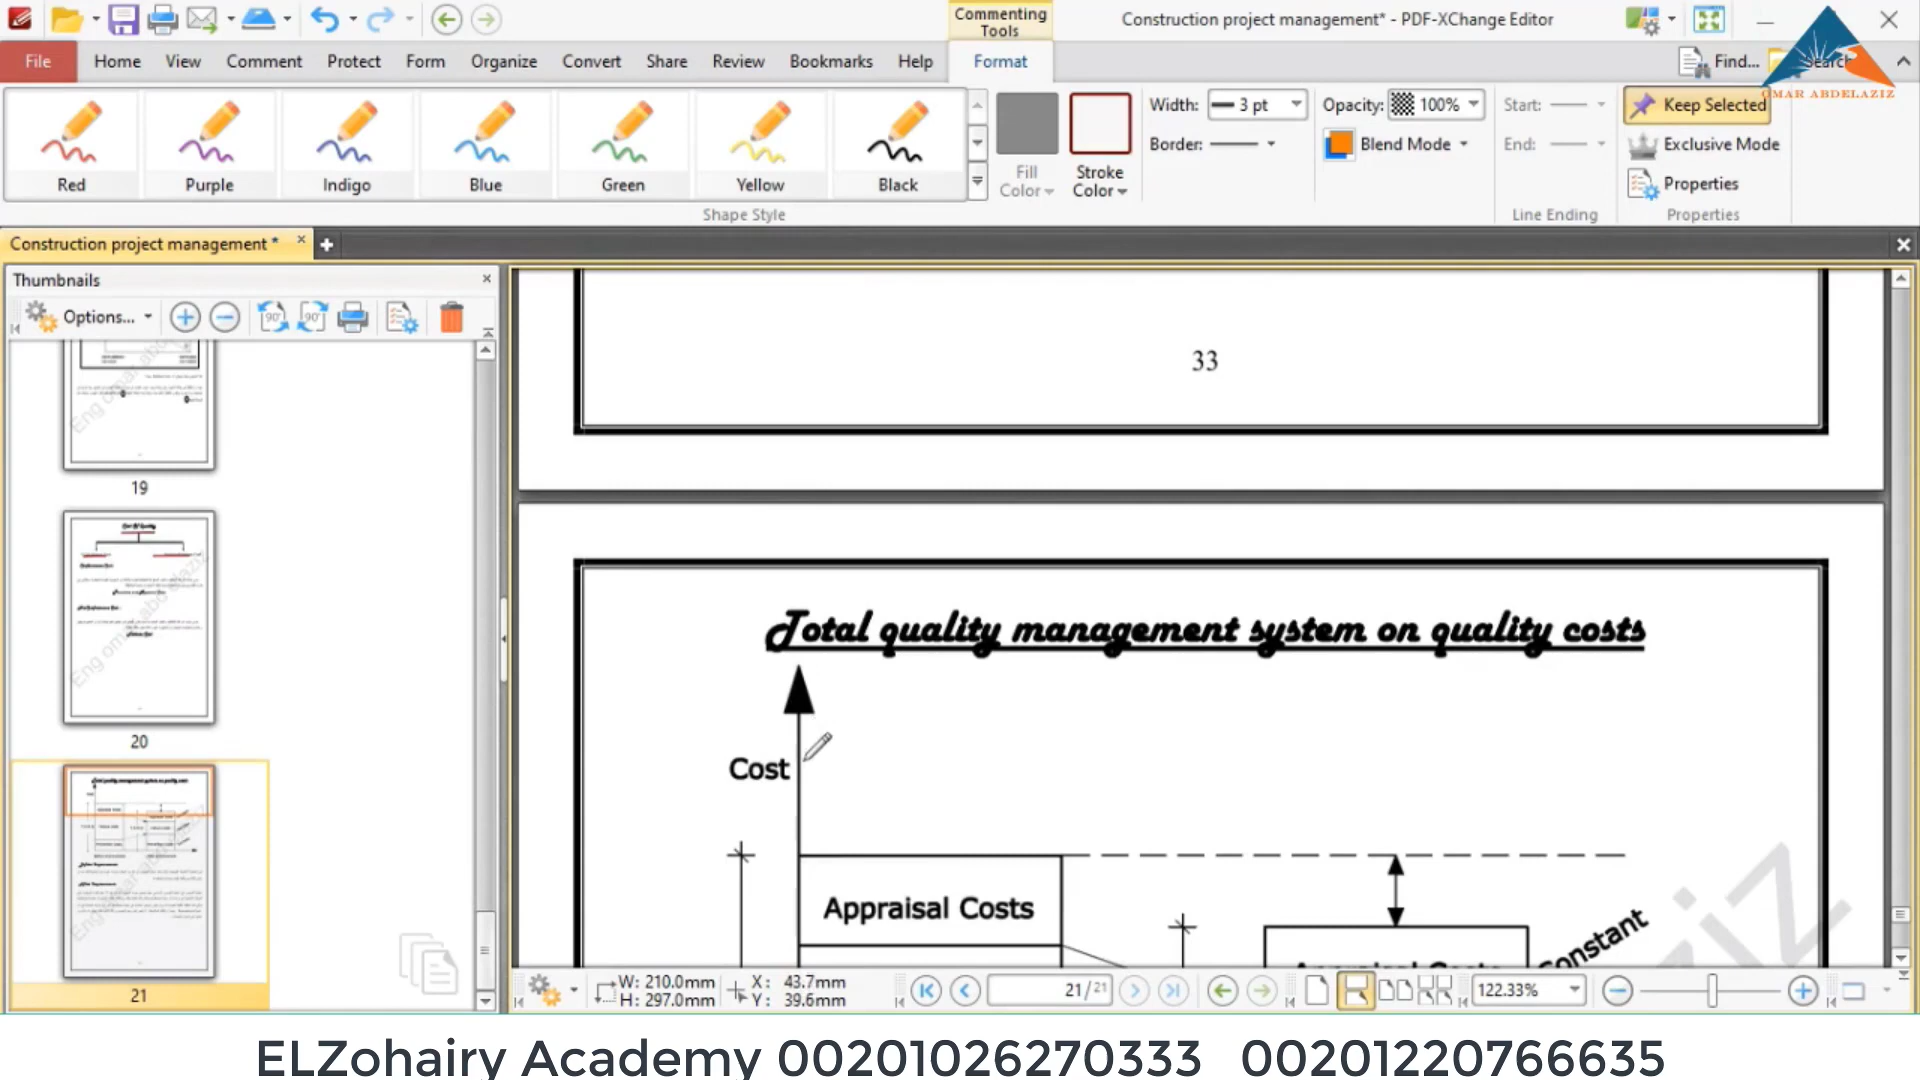 Commenting
Tools
Construction project management* - PDF-XChange Editor
File Home View Comment Protect Form Organize Convert Share Review Bookmarks Help Format Find...
OMAR ABDELAZIZ
Red Purple Indigo Blue Green Yellow Black
Shape Style
Fill
Color
Stroke
Color
Width: 3 pt
Border:
Opacity: 100%
Blend Mode
Start:
End:
Line Ending
Keep Selected
Exclusive Mode
Properties
Properties
Construction project management *
Thumbnails
Options...
19
Cost Of Quality
20
21
33
Total quality management system on quality costs
Cost
Appraisal Costs
Constant
W: 210.0mm
H: 297.0mm
X: 43.7mm
Y: 39.6mm
21/21
122.33%
ELZohairy Academy 00201026270333 00201220766635